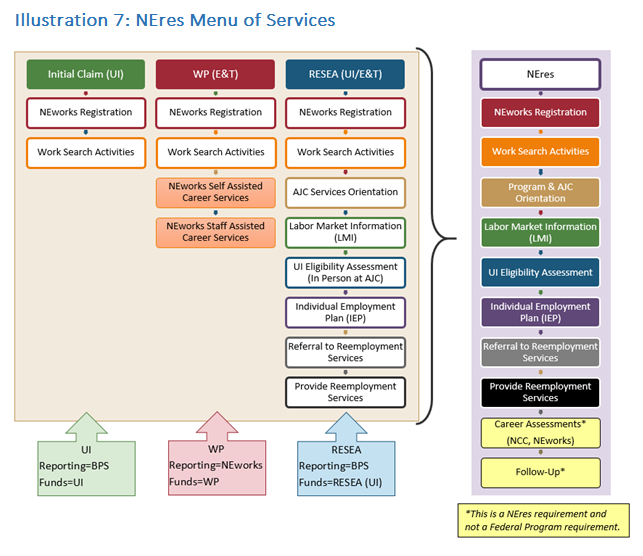 Illustration 7: NEres Menu of Services
Initial Claim (UI)
NEworks Registration
Work Search Activities
WP (E&T)
NEworks Registration
Work Search Activities
NEworks Self Assisted
Career Services
NEworks Staff Assisted
Career Services
RESEA (UI/E&T)
NEworks Registration
Work Search Activities
AJC Services Orientation
Labor Market Information
(LMI)
UI Eligibility Assessment
(In Person at AJC)
Individual Employment
Plan (IEP)
Referral to Reemployment
Services
Provide Reemployment
Services
NEres
NEworks Registration
Work Search Activities
Program & AJC
Orientation
Labor Market Information
(LMI)
UI Eligibility Assessment
Individual Employment
Plan (IEP)
Referral to Reemployment
Services
Provide Reemployment
Services
Career Assessments*
(NCC, NEworks)
Follow-Up*
UI
Reporting=BPS
Funds=UI
WP
Reporting=NEworks
Funds=WP
RESEA
Reporting=BPS
Funds=RESEA (UI)
*This is a NEres requirement and
not a Federal Program requirement.